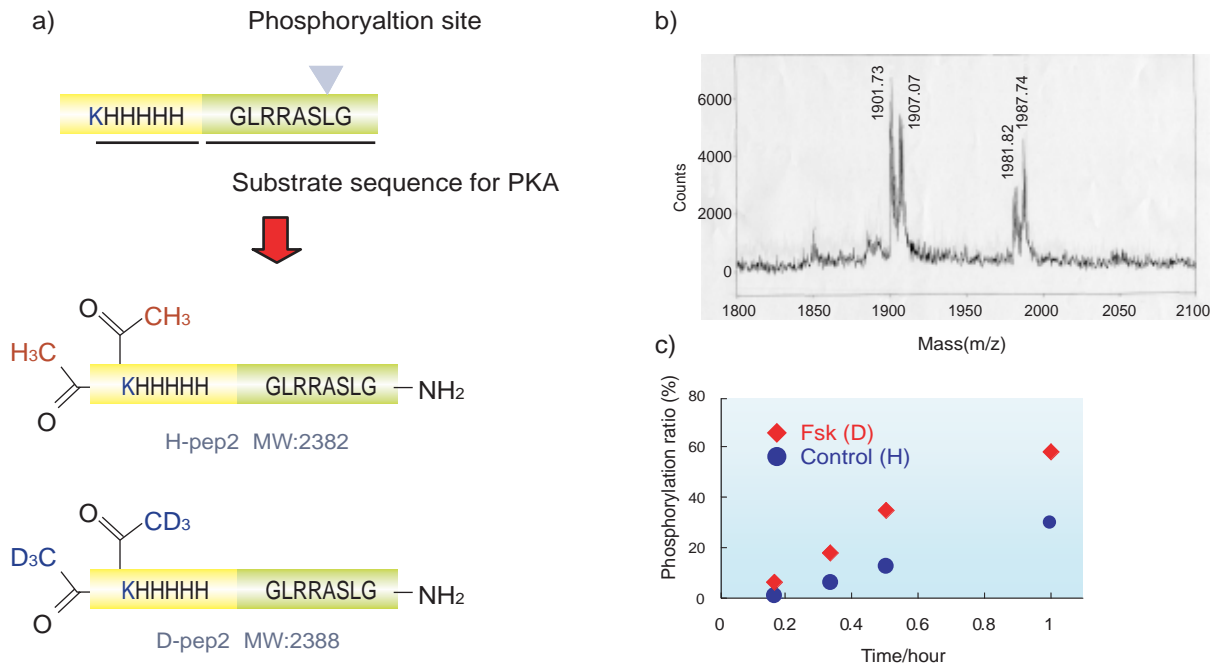 a)
Phosphoryaltion site
KHHHHHH GLRRASLG
Substrate sequence for PKA
O
CH3
H3C
KHHHHHH GLRRASLG NH2
O
H-pep2 MW:2382
O
CD3
D3C
KHHHHHH GLRRASLG NH2
O
D-pep2 MW:2388
b)
1901.73
1907.07
1981.82
1987.74
Counts
6000
4000
2000
0
1800 1850 1900 1950 2000 2050 2100
Mass(m/z)
c)
Phosphorylation ratio (%)
80
60
40
20
0
Fsk (D)
Control (H)
0 0.2 0.4 0.6 0.8 1
Time/hour